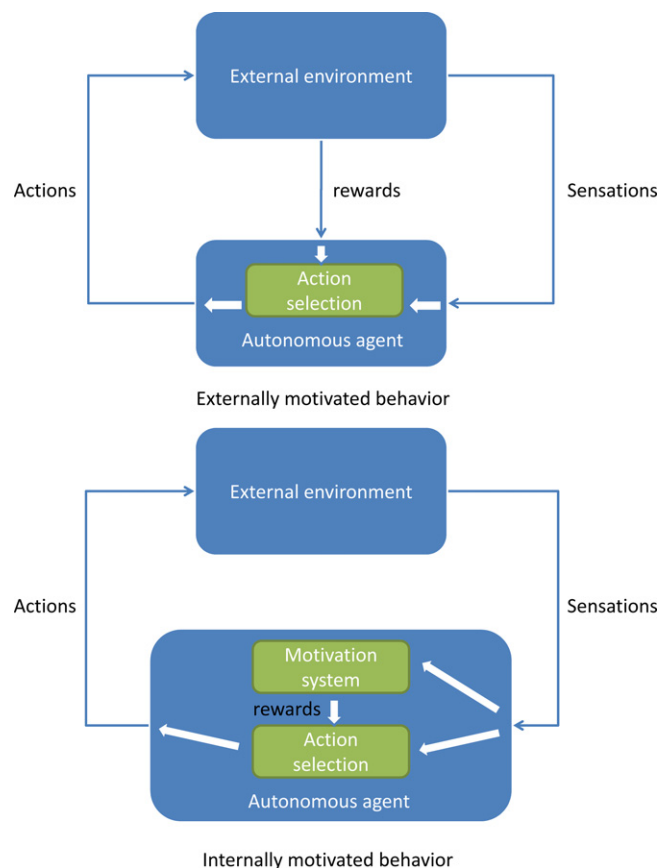 External environment
Actions
rewards
Sensations
Action
selection
Autonomous agent
Externally motivated behavior
External environment
Actions
Sensations
Motivation
system
rewards
Action
selection
Autonomous agent
Internally motivated behavior